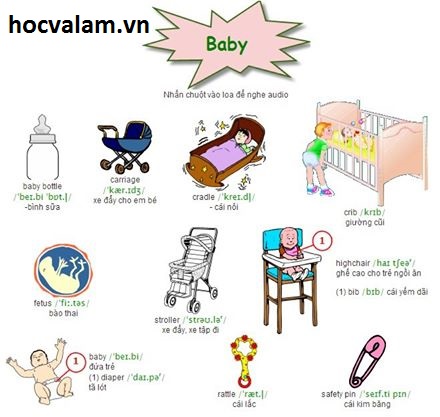 hocvalam.vn
Baby
Nhấn chuột vào loa để nghe audio
baby bottle
/ˈbeɪ.bi ˈbɒt.l̩/
-bình sữa
carriage
/ˈkær.ɪdʒ/
xe đẩy cho em bé
cradle /ˈkreɪ.dl̩/
- cái nôi
crib /krɪb/
giường cũi
fetus /ˈfiː.təs/
bào thai
stroller /ˈstrəʊ.ləʳ/
xe đẩy, xe tập đi
1
highchair /haɪ tʃeəʳ/
ghế cao cho trẻ ngồi ăn
(1) bib /bɪb/ cái yếm dãi
1
baby /ˈbeɪ.bi/
đứa trẻ
(1) diaper /ˈdaɪ.pəʳ/
tã lót
rattle /ˈræt.l̩/
cái lắc
safety pin /ˈseɪf.ti pɪn/
cái kim băng